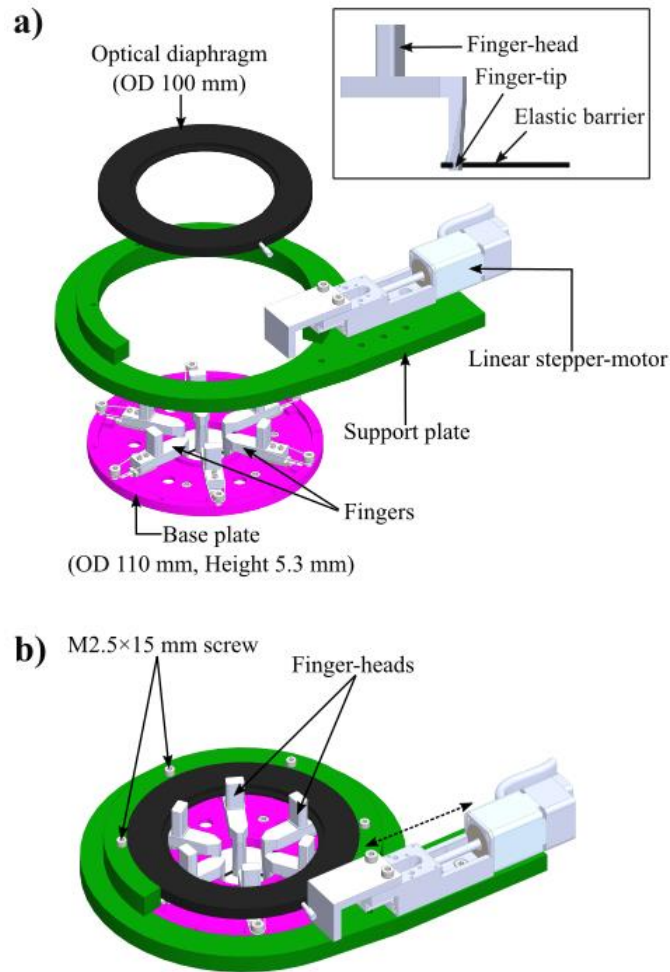 a)
Optical diaphragm
(OD 100 mm)
Finger-head
Finger-tip
Elastic barrier
Linear stepper-motor
Support plate
Fingers
Base plate
(OD 110 mm, Height 5.3 mm)
b)
M2.5×15 mm screw
Finger-heads